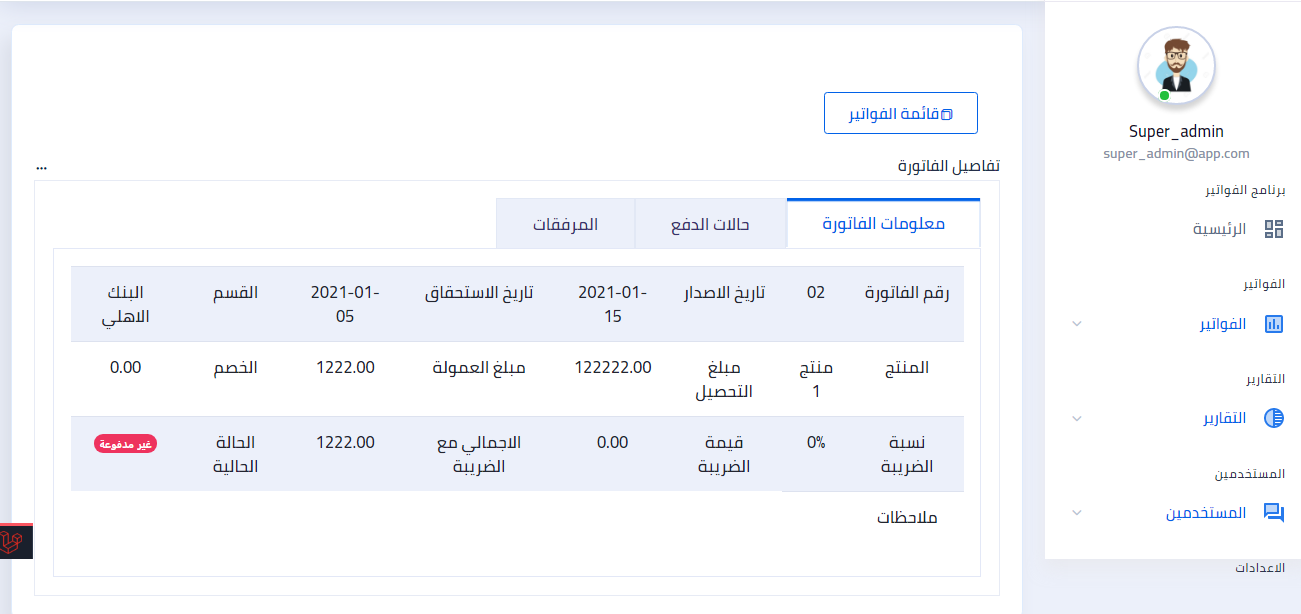 Super_admin
super_admin@app.com
برنامج الفواتير
الرئيسية
الفواتير
الفواتير
التقارير
التقارير
المستخدمين
المستخدمين
الاعدادات
قائمة الفواتير
تفاصيل الفاتورة
...
معلومات الفاتورة
حالات الدفع
المرفقات
رقم الفاتورة
02
تاريخ الاصدار
2021-01-
15
تاريخ الاستحقاق
2021-01-
05
القسم
البنك
الاهلي
المنتج
منتج
1
مبلغ
التحصيل
122222.00
مبلغ العمولة
1222.00
الخصم
0.00
نسبة
الضريبة
0%
قيمة
الضريبة
0.00
الاجمالي مع
الضريبة
1222.00
الحالة
الحالية
غير مدفوعة
ملاحظات